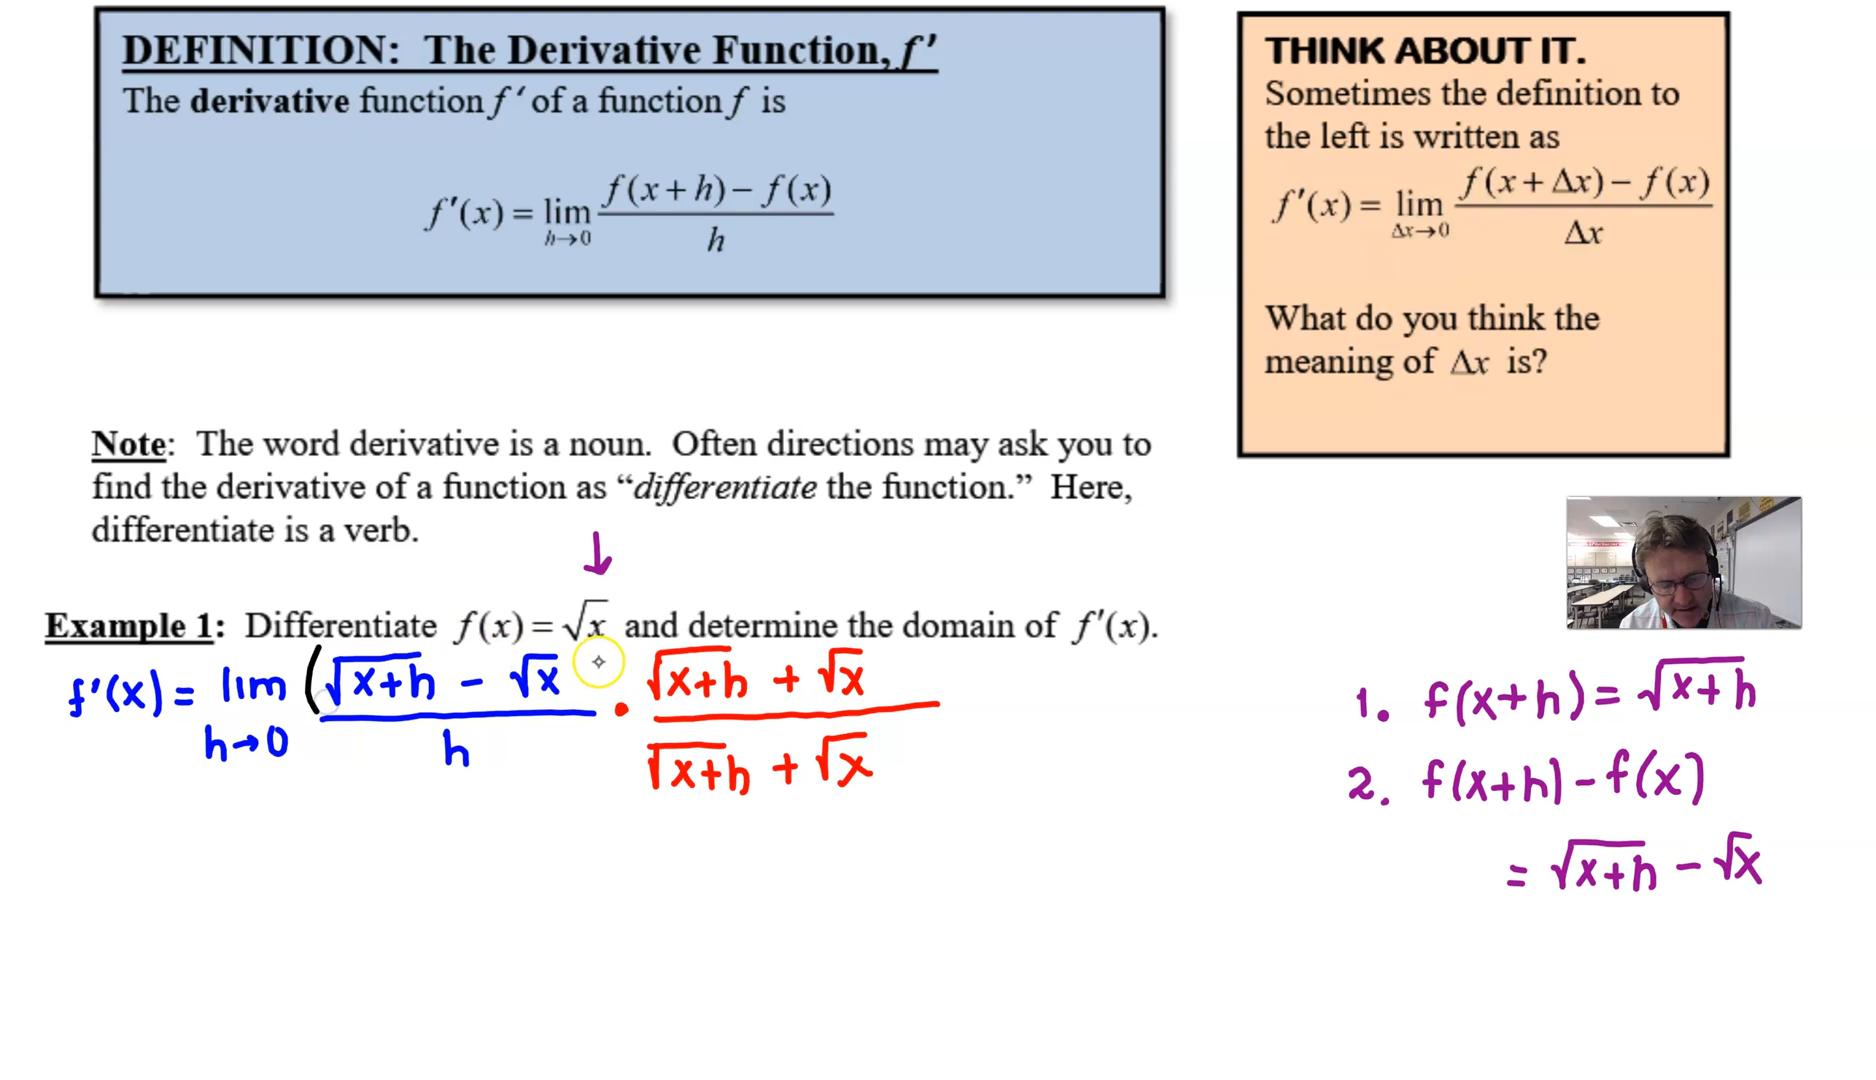 DEFINITION: The Derivative Function, f′
The derivative function f′ of a function f is
f′(x) = lim h→0 (f(x+h) − f(x)) / h
THINK ABOUT IT.
Sometimes the definition to
the left is written as
f′(x) = lim Δx→0 (f(x+Δx) − f(x)) / Δx
What do you think the
meaning of Δx is?
Note: The word derivative is a noun. Often directions may ask you to
find the derivative of a function as “differentiate the function.” Here,
differentiate is a verb.
Example 1: Differentiate f(x) = √x and determine the domain of f′(x).
f'(x) = lim h→0 ( (√(x+h) − √x) / h · (√(x+h) + √x) / (√(x+h) + √x)
1. f(x+h) = √(x+h)
2. f(x+h) − f(x)
= √(x+h) − √x